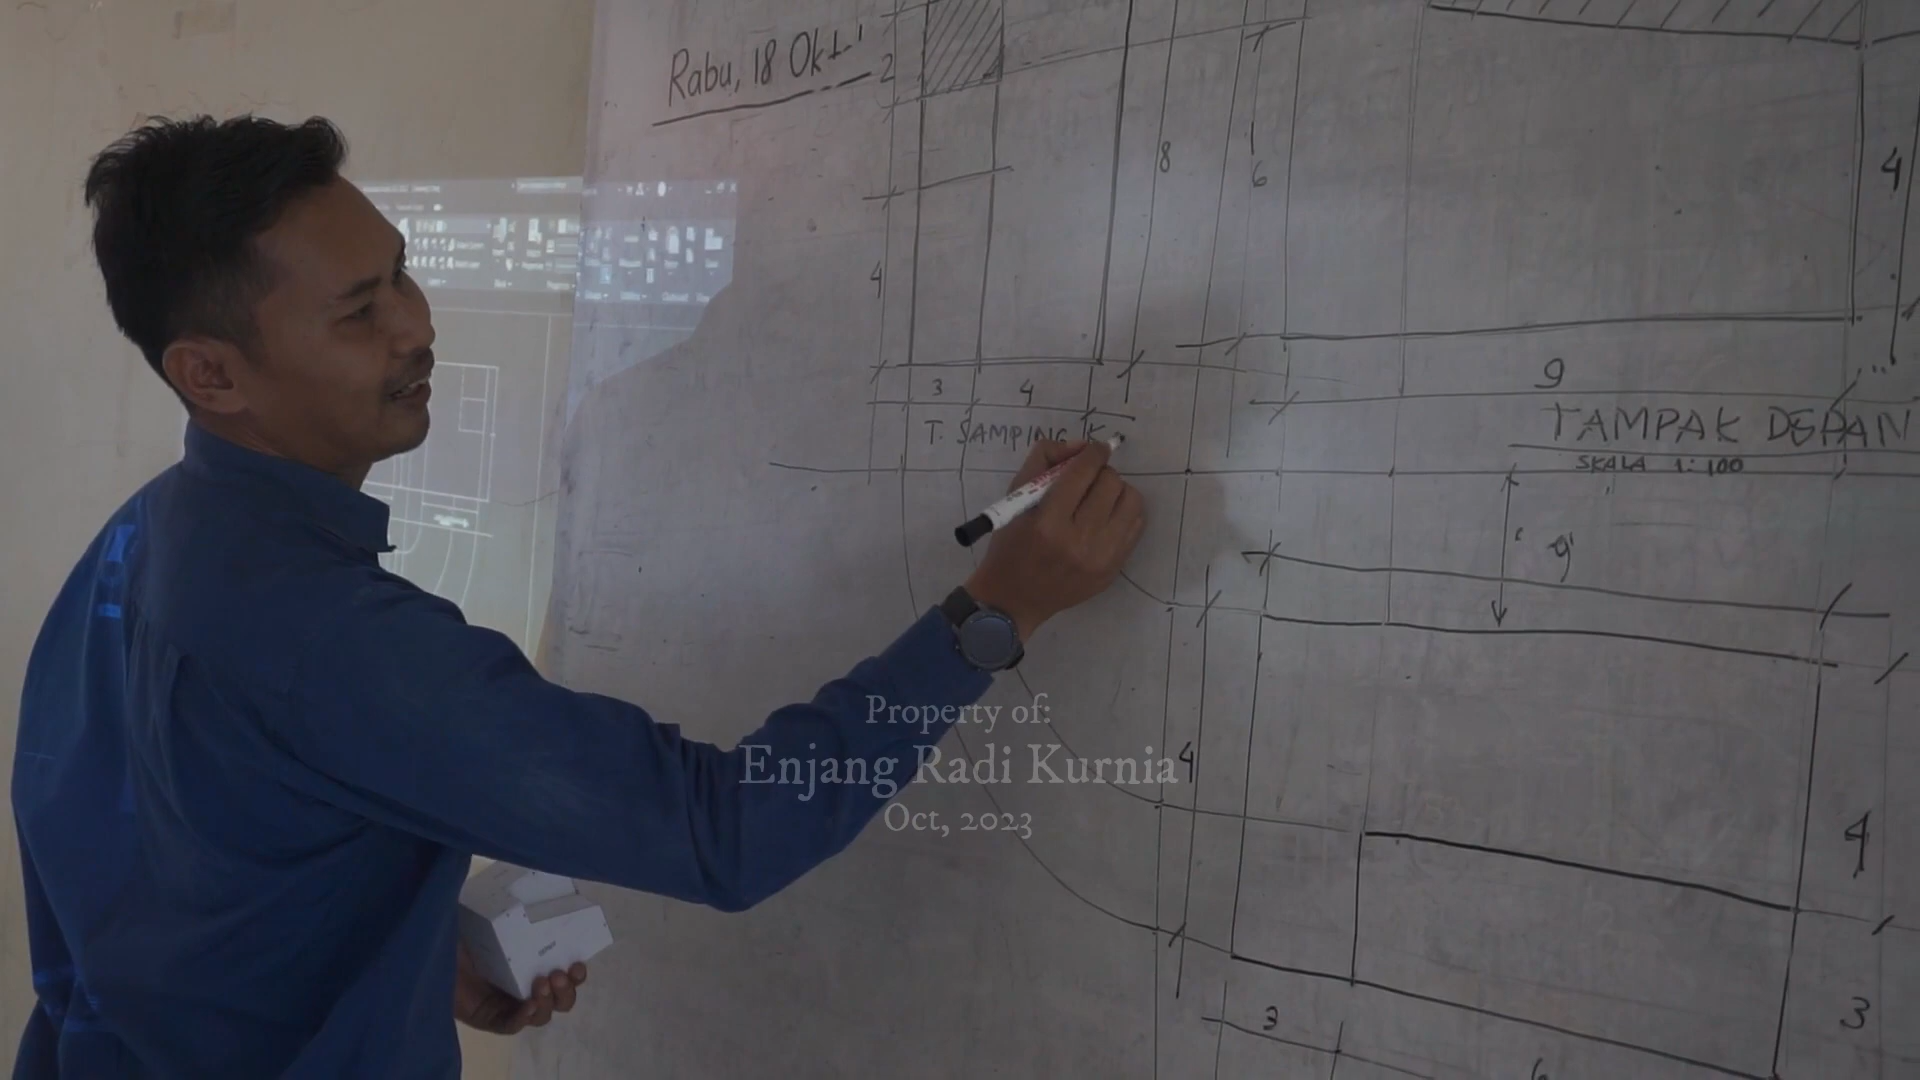 Rabu, 18 Okt
2
8
6
4
4
3
4
9
T. SAMPING K
TAMPAK DEPAN
SKALA 1:100
9
Property of:
Enjang Radi Kurnia
Oct, 2023
4
4
3
3
6